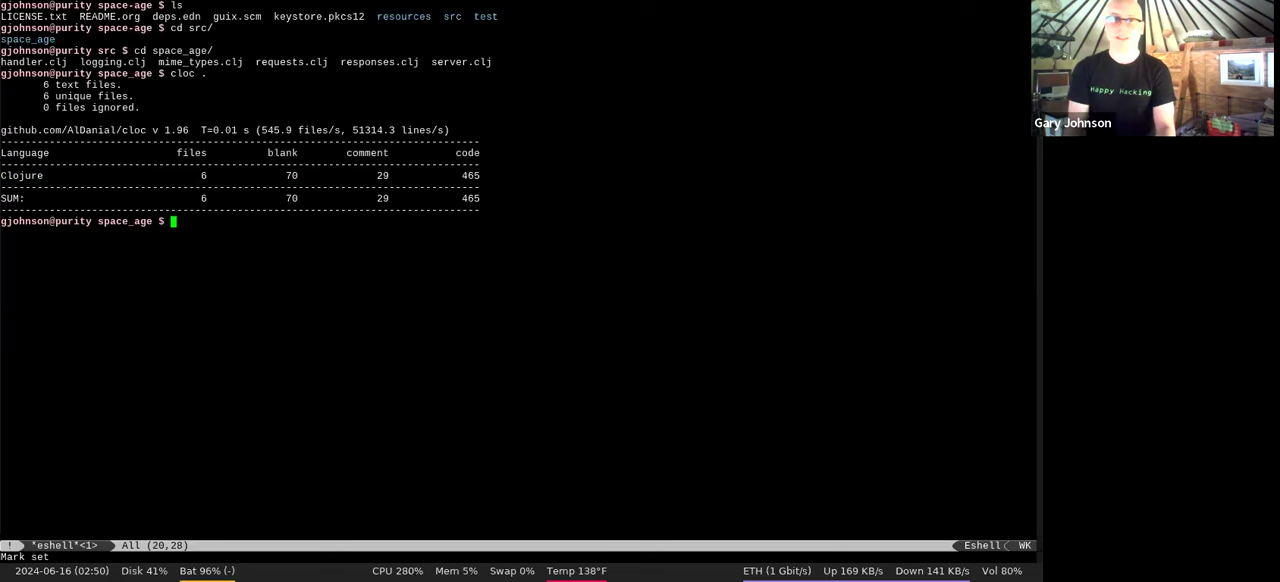 gjohnson@purity space-age $ ls
LICENSE.txt  README.org  deps.edn  guix.scm  keystore.pkcs12  resources  src  test
gjohnson@purity space-age $ cd src/
space_age
gjohnson@purity src $ cd space_age/
handler.clj  logging.clj  mime_types.clj  requests.clj  responses.clj  server.clj
gjohnson@purity space_age $ cloc .
6 text files.
6 unique files.
0 files ignored.
github.com/AlDanial/cloc v 1.96  T=0.01 s (545.9 files/s, 51314.3 lines/s)
-------------------------------------------------------------------------------
Language files blank comment code
-------------------------------------------------------------------------------
Clojure 6 70 29 465
-------------------------------------------------------------------------------
SUM: 6 70 29 465
-------------------------------------------------------------------------------
gjohnson@purity space_age $
Happy Hacking
Gary Johnson
! *eshell*<1> All (20,28) Eshell WK
Mark set
2024-06-16 (02:50) Disk 41% Bat 96% (-) CPU 280% Mem 5% Swap 0% Temp 138°F ETH (1 Gbit/s) Up 169 KB/s Down 141 KB/s Vol 80%